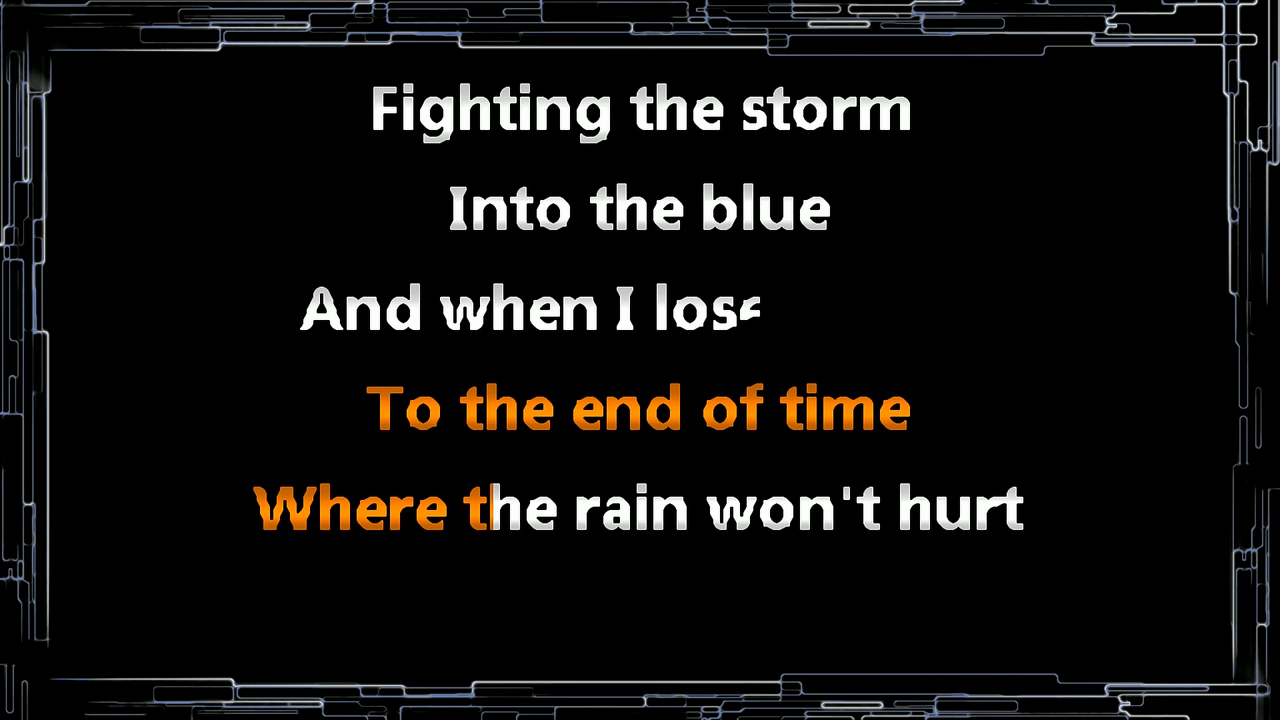 Fighting the storm
Into the blue
And when I lose
To the end of time
Where the rain won't hurt